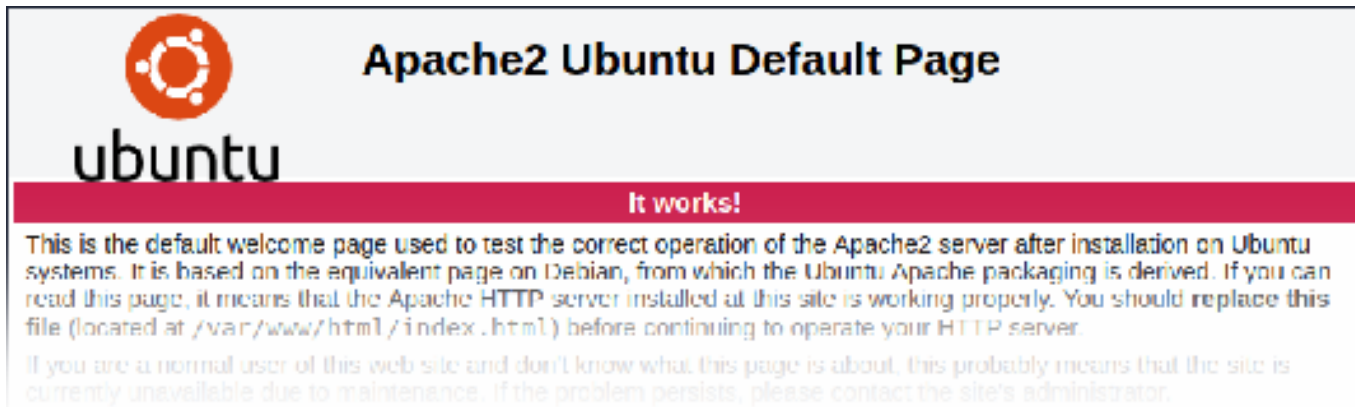 Apache2 Ubuntu Default Page
ubuntu
It works!
This is the default welcome page used to test the correct operation of the Apache2 server after installation on Ubuntu
systems. It is based on the equivalent page on Debian, from which the Ubuntu Apache packaging is derived. If you can
read this page, it means that the Apache HTTP server installed at this site is working properly. You should replace this
file (located at /var/www/html/index.html) before continuing to operate your HTTP server.
If you are a normal user of this web site and don't know what this page is about, this probably means that the site is
currently unavailable due to maintenance. If the problem persists, please contact the site's administrator.